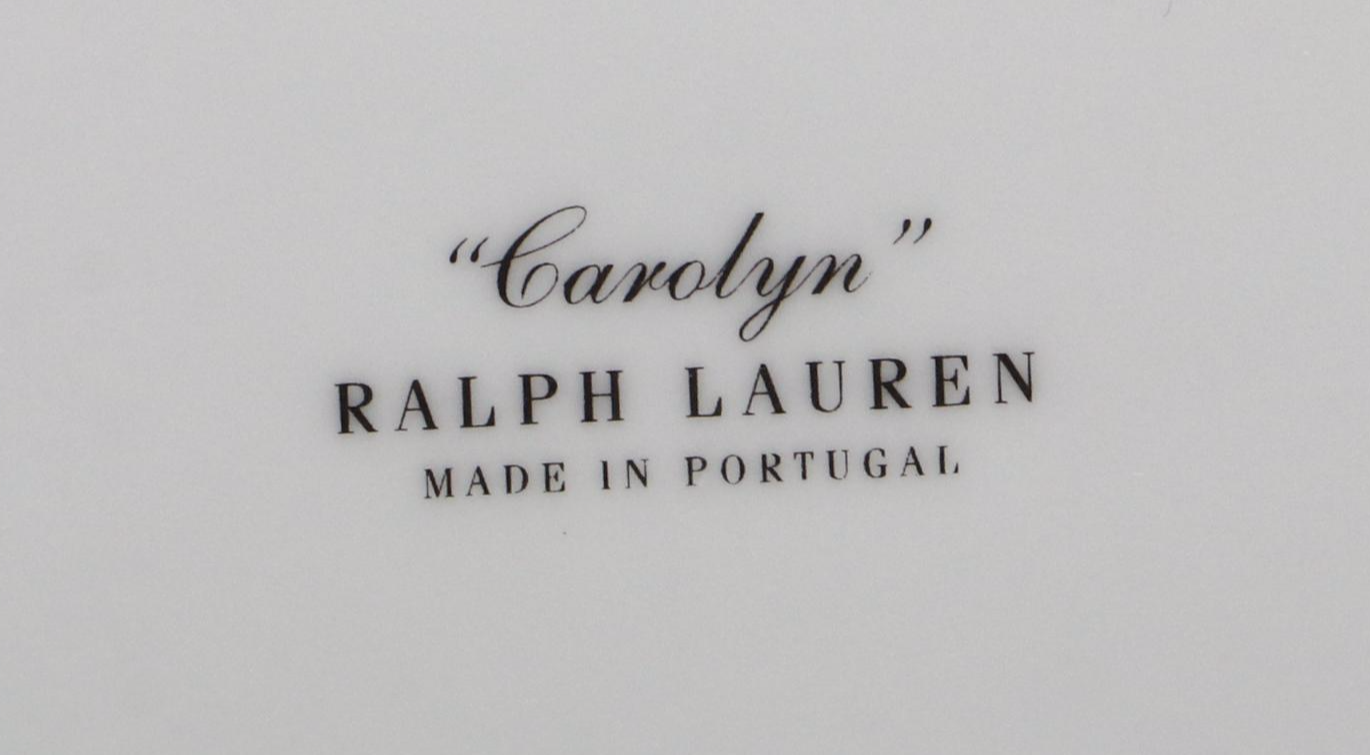 “Carolyn”
RALPH LAUREN
MADE IN PORTUGAL